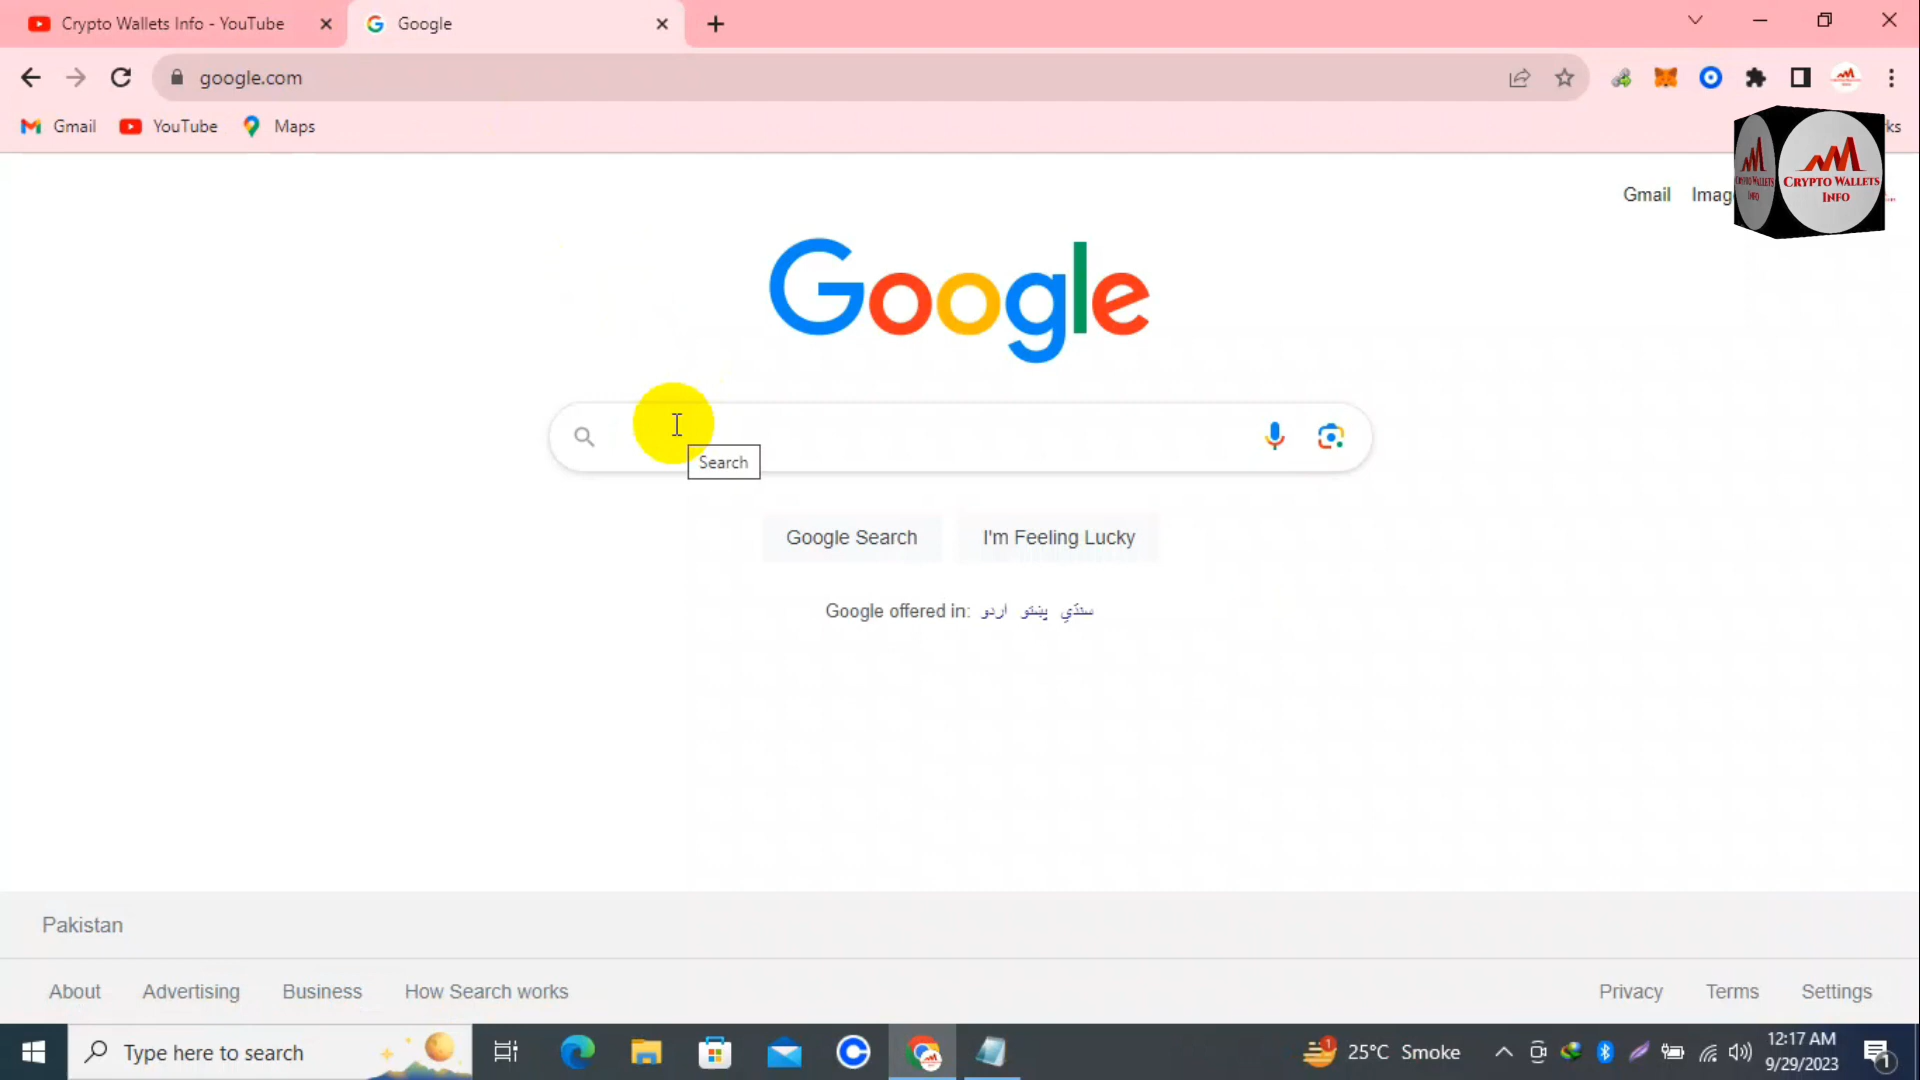 Crypto Wallets Info - YouTube
Google
google.com
Gmail YouTube Maps
CRYPTO WALLETS
INFO
Gmail
Google
Search
Google Search I'm Feeling Lucky
Google offered in: اردو پښتو سنڌي
Pakistan
About Advertising Business How Search works Privacy Terms Settings
Type here to search
1
25°C Smoke
12:17 AM
9/29/2023
1